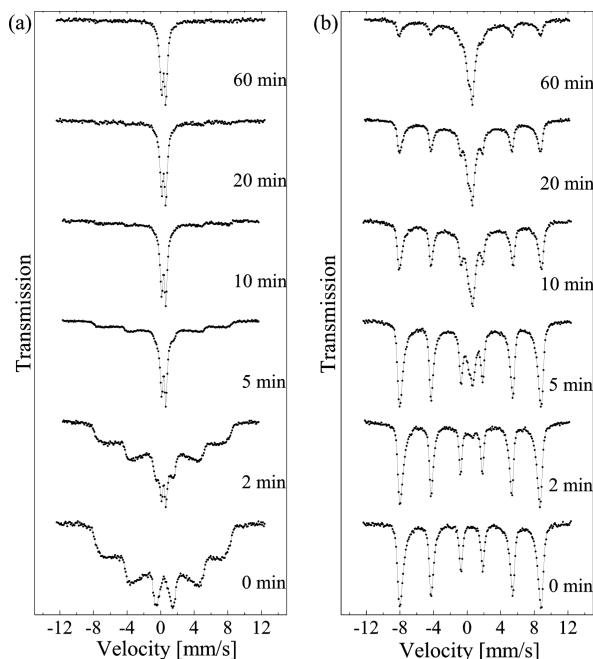 (a)
60 min
20 min
10 min
5 min
2 min
0 min
Transmission
-12 -8 -4 0 4 8 12
Velocity [mm/s]
(b)
60 min
20 min
10 min
5 min
2 min
0 min
Transmission
-12 -8 -4 0 4 8 12
Velocity [mm/s]